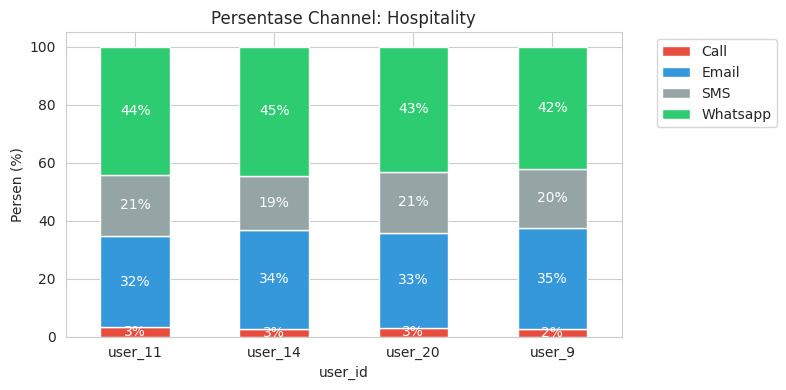 Persentase Channel: Hospitality
100
80
60
40
20
0
Persen (%)
44% 45% 43% 42%
21% 19% 21% 20%
32% 34% 33% 35%
3% 3% 3% 2%
user_11 user_14 user_20 user_9
user_id
Call
Email
SMS
Whatsapp